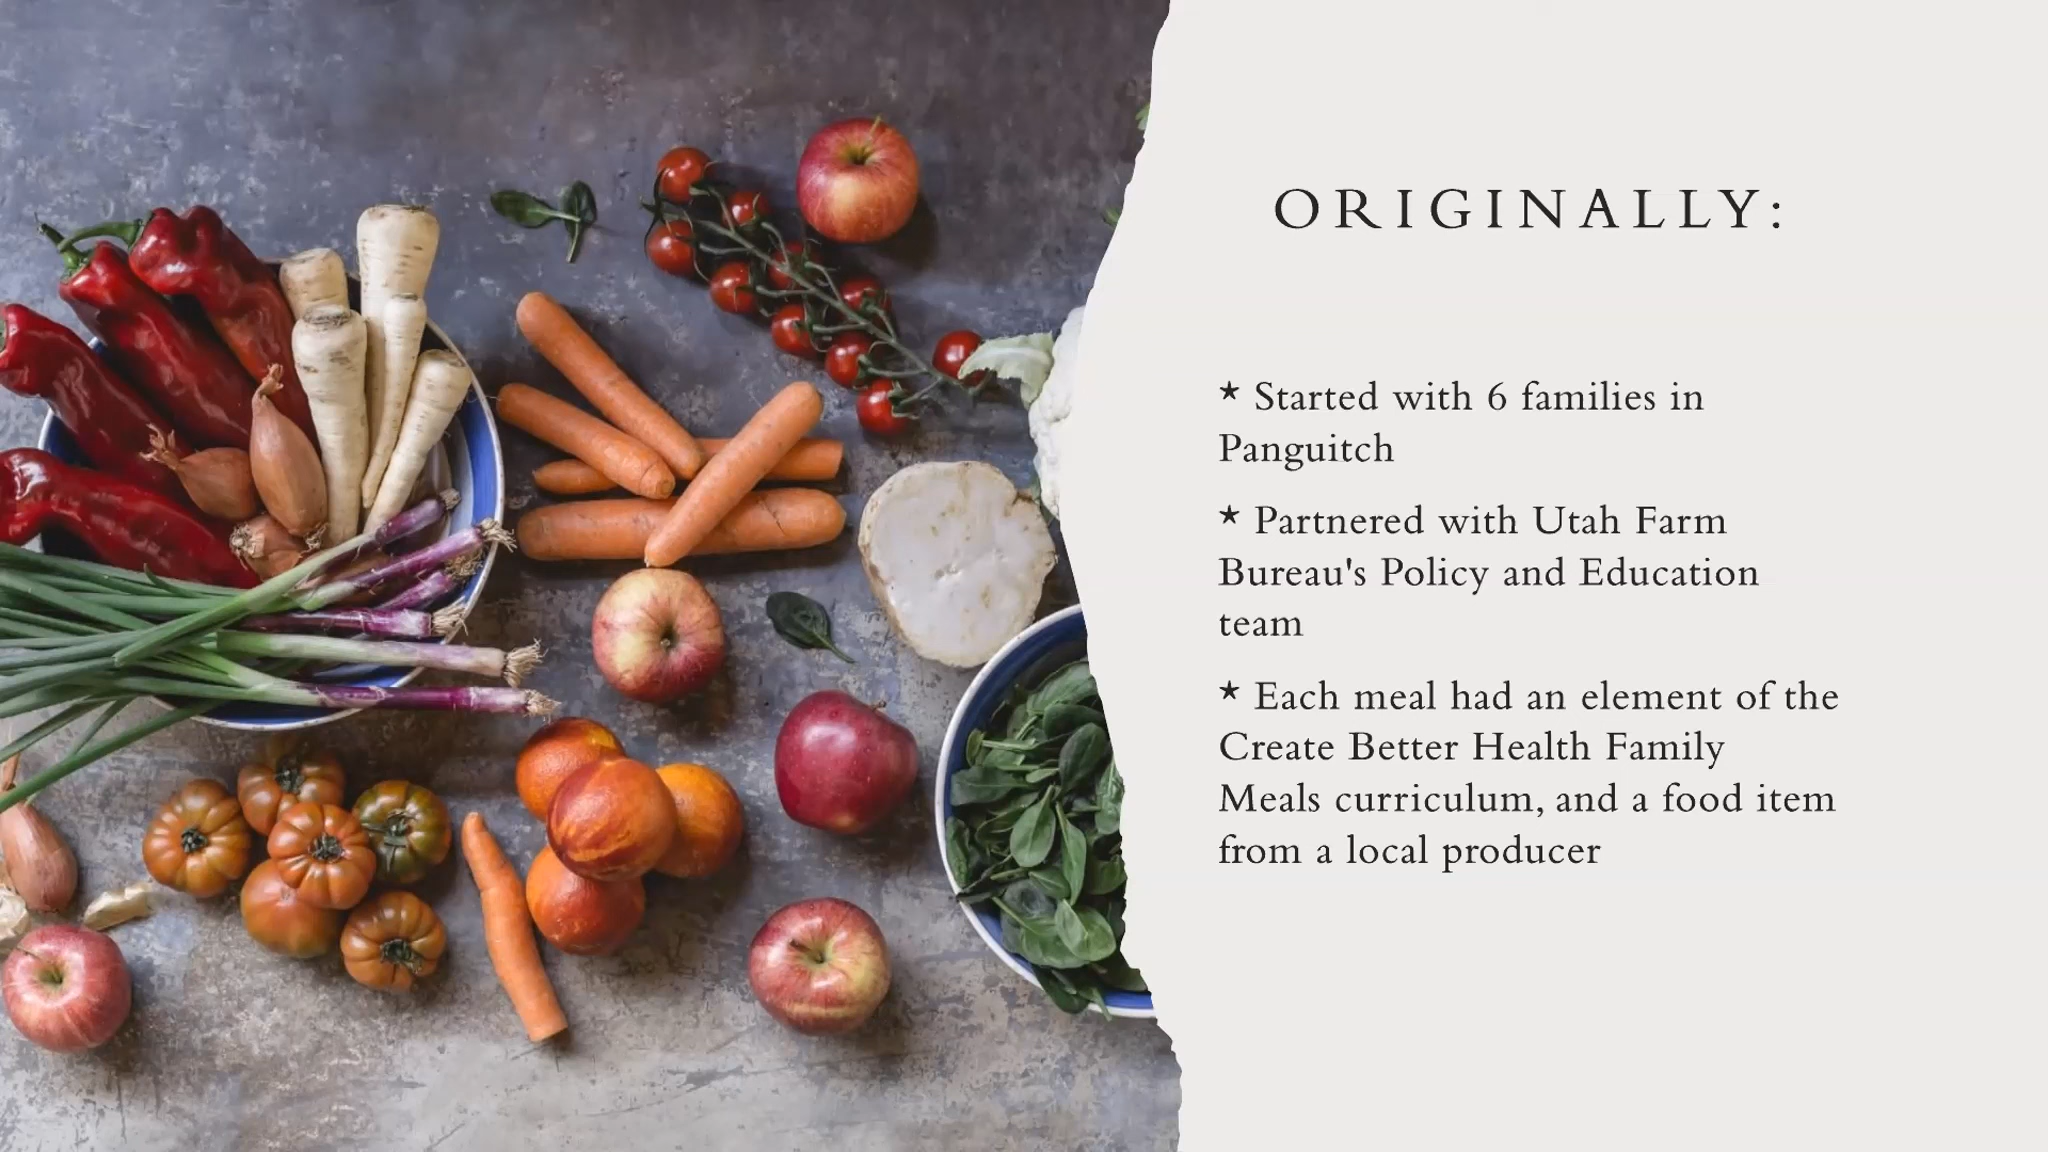 ORIGINALLY:
★ Started with 6 families in
Panguitch
★ Partnered with Utah Farm
Bureau's Policy and Education
team
★ Each meal had an element of the
Create Better Health Family
Meals curriculum, and a food item
from a local producer